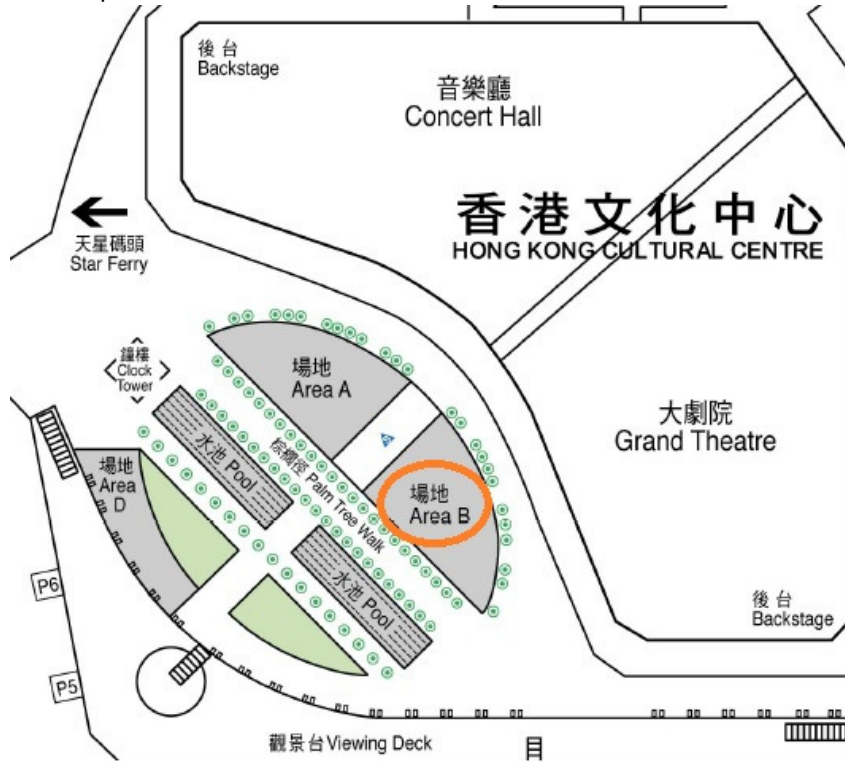 後台
Backstage
音樂廳
Concert Hall
香港文化中心
HONG KONG CULTURAL CENTRE
天星碼頭
Star Ferry
鐘樓
Clock
Tower
場地
Area A
大劇院
Grand Theatre
水池 Pool
棕櫚徑 Palm Tree Walk
場地
Area B
場地
Area
D
水池 Pool
P6
後台
Backstage
P5
觀景台 Viewing Deck